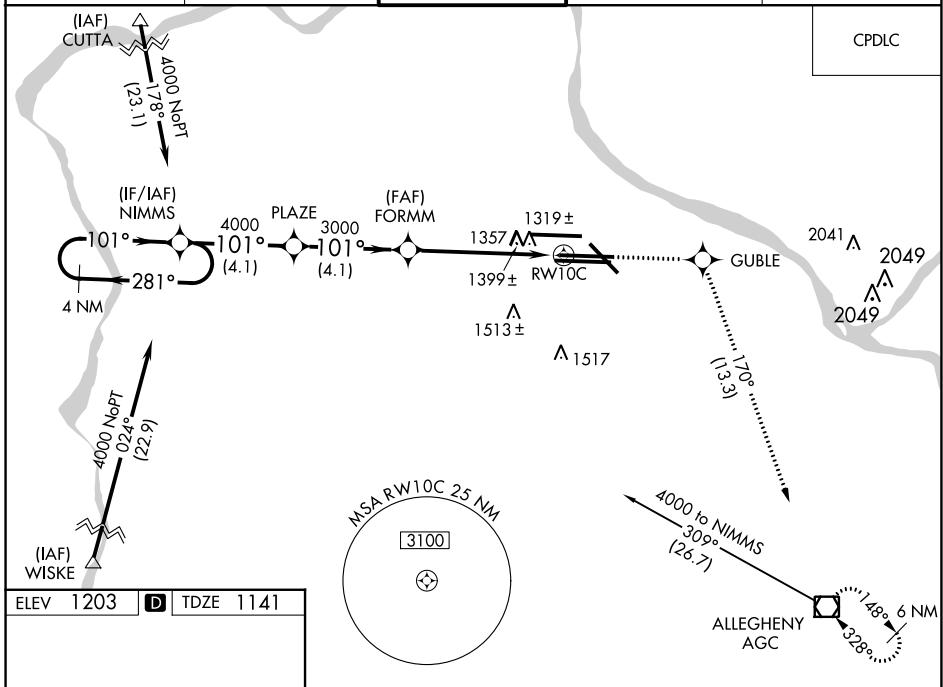 (IAF)
CUTTA
CPDLC
4000 NoPT
178°
(23.1)
(IF/IAF)
NIMMS
4000
101°
(4.1)
PLAZE
3000
101°
(4.1)
(FAF)
FORMM
101°
281°
4 NM
1319 ±
1357
1399 ±
RW10C
GUBLE
2041
2049
2049
1513 ±
1517
170°
(13.3)
4000 NoPT
024°
(22.9)
(IAF)
WISKE
MSA RW10C 25 NM
3100
4000 to NIMMS
309°
(26.7)
ALLEGHENY
AGC
148°
328°
6 NM
ELEV 1203 D TDZE 1141